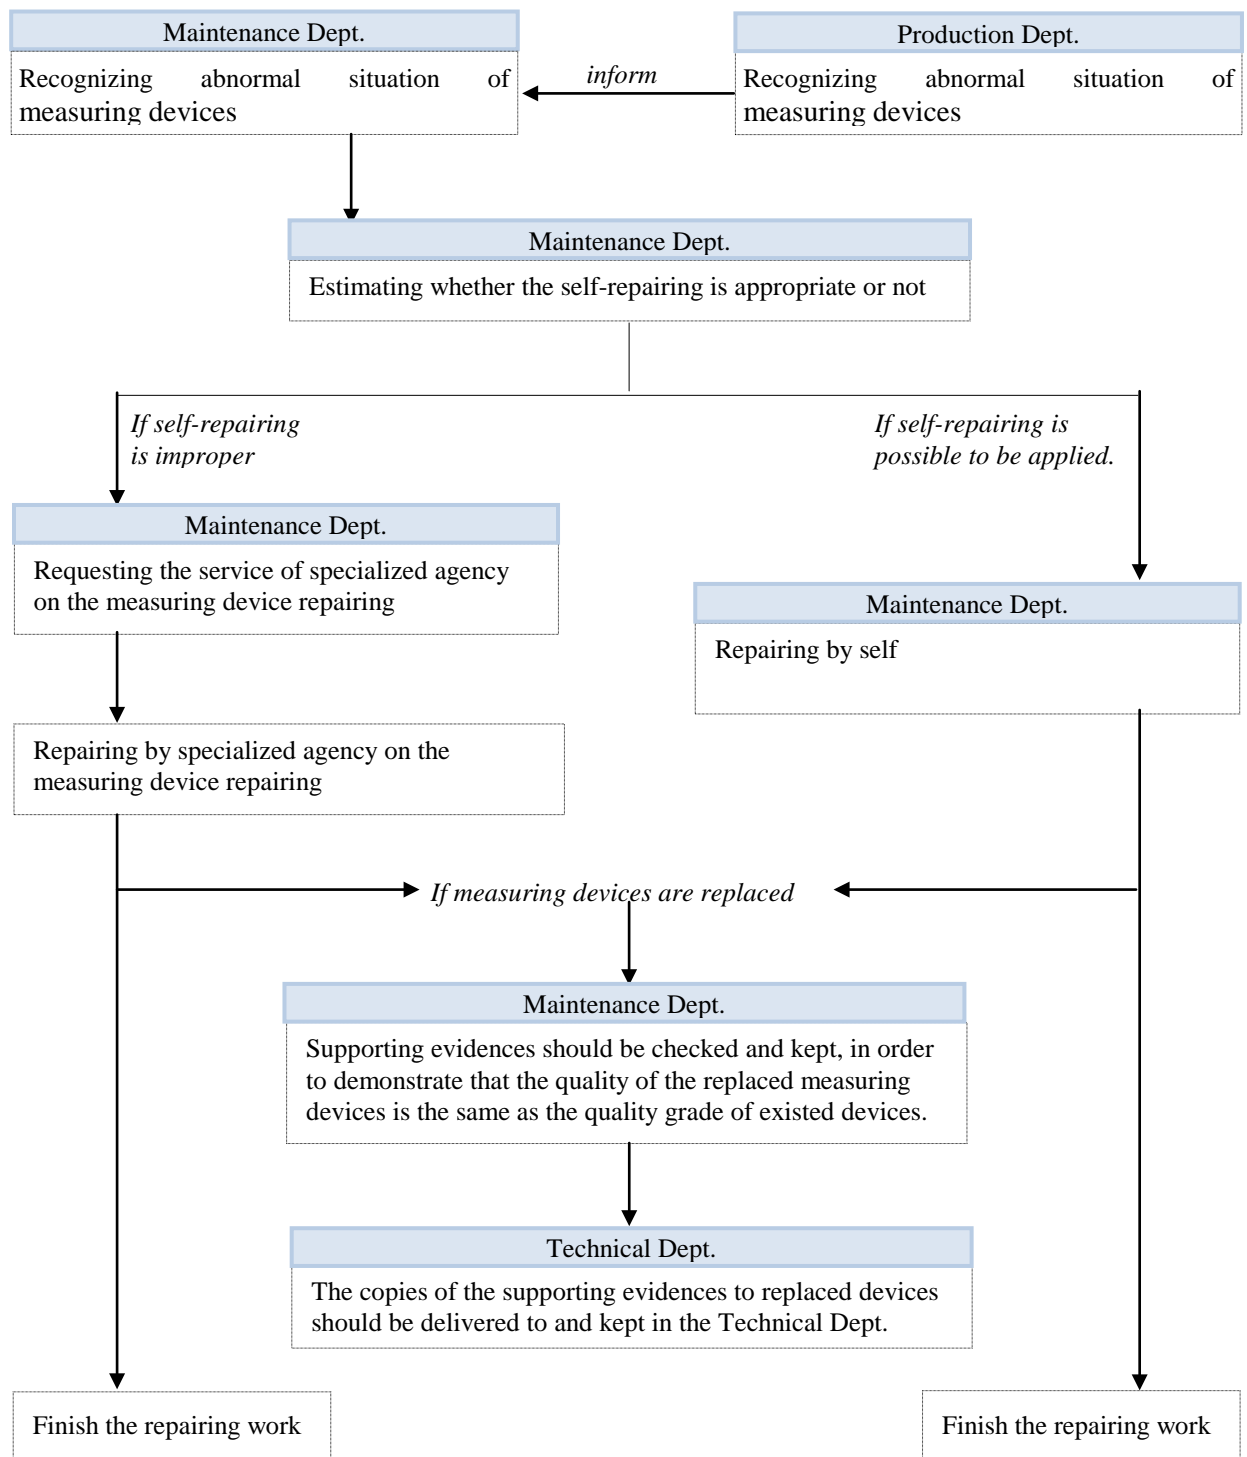 Maintenance Dept.
Recognizing abnormal situation of
measuring devices
inform
Production Dept.
Recognizing abnormal situation of
measuring devices
Maintenance Dept.
Estimating whether the self-repairing is appropriate or not
If self-repairing
is improper
If self-repairing is
possible to be applied.
Maintenance Dept.
Requesting the service of specialized agency
on the measuring device repairing
Maintenance Dept.
Repairing by self
Repairing by specialized agency on the
measuring device repairing
If measuring devices are replaced
Maintenance Dept.
Supporting evidences should be checked and kept, in order
to demonstrate that the quality of the replaced measuring
devices is the same as the quality grade of existed devices.
Technical Dept.
The copies of the supporting evidences to replaced devices
should be delivered to and kept in the Technical Dept.
Finish the repairing work
Finish the repairing work